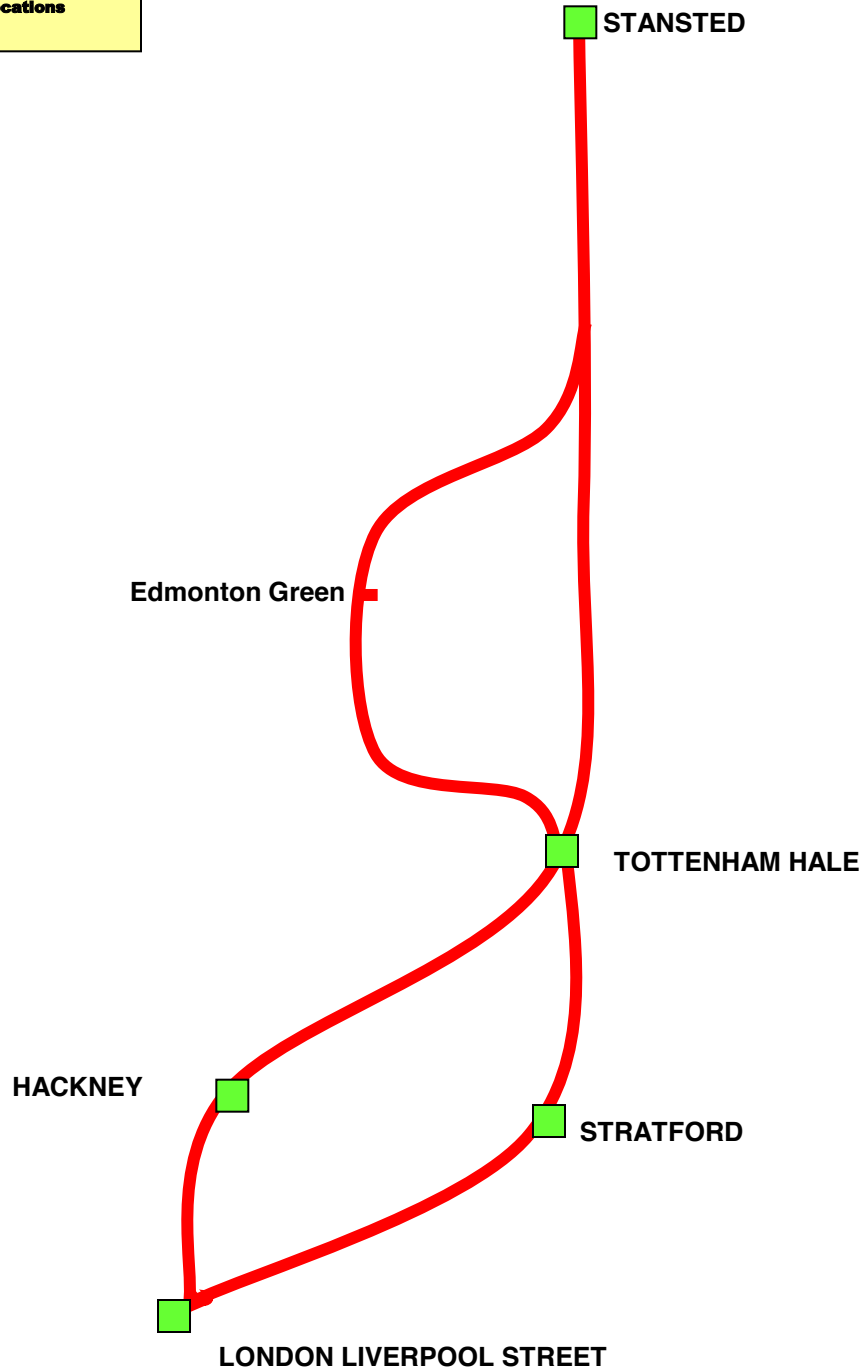 cations
STANSTED
Edmonton Green
TOTTENHAM HALE
HACKNEY
STRATFORD
LONDON LIVERPOOL STREET